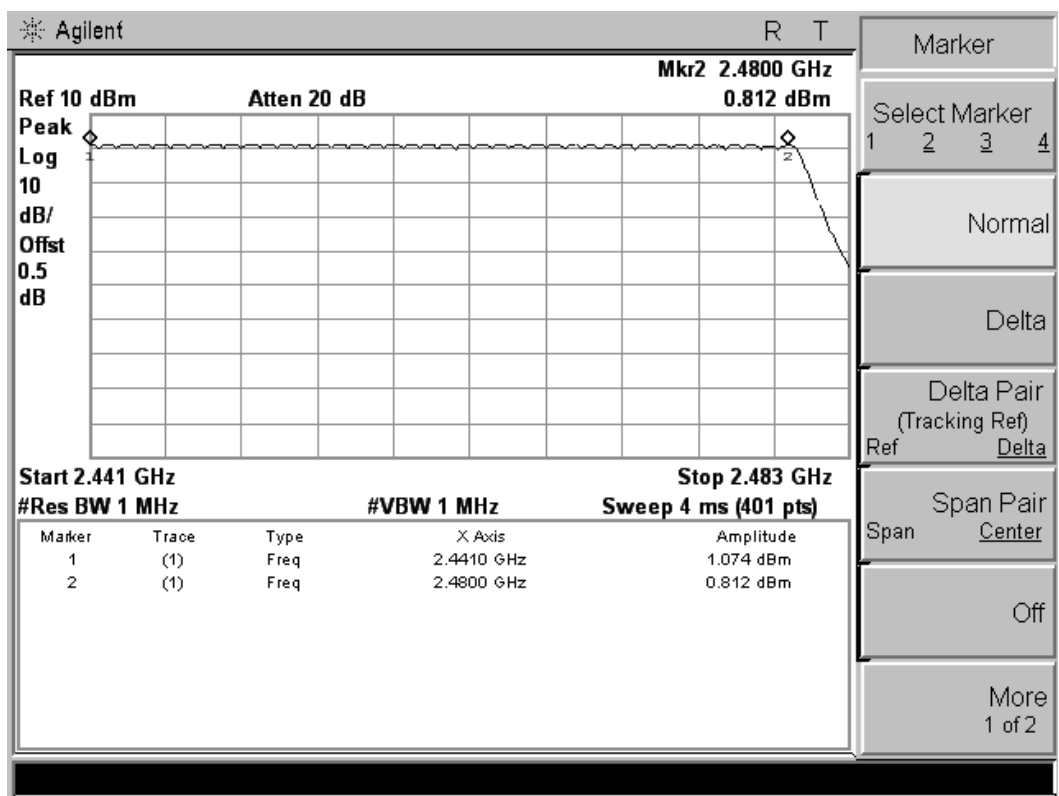 Agilent R T
Mkr2 2.4800 GHz
Ref 10 dBm Atten 20 dB 0.812 dBm
Peak
Log
10
dB/
Offst
0.5
dB
1
2
Start 2.441 GHz Stop 2.483 GHz
#Res BW 1 MHz #VBW 1 MHz Sweep 4 ms (401 pts)
Marker Trace Type X Axis Amplitude
1 (1) Freq 2.4410 GHz 1.074 dBm
2 (1) Freq 2.4800 GHz 0.812 dBm
Marker
Select Marker
1 2 3 4
Normal
Delta
Delta Pair
(Tracking Ref)
Ref Delta
Span Pair
Span Center
Off
More
1 of 2